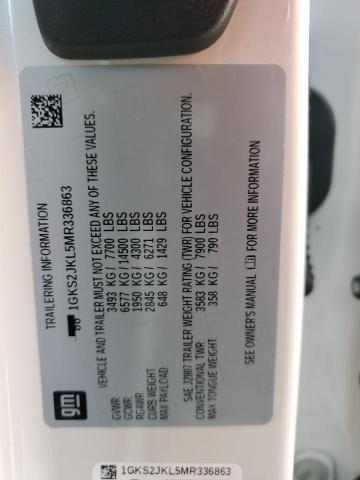 TRAILERING INFORMATION
1GKS2JKL5MR336863
gm
VEHICLE AND TRAILER MUST NOT EXCEED ANY OF THESE VALUES.
GVWR 3493 KG / 7700 LBS
GCWR 6577 KG / 14500 LBS
RGAWR 1950 KG / 4300 LBS
CURB WEIGHT 2845 KG / 6271 LBS
MAX PAYLOAD 648 KG / 1429 LBS
SAE J2807 TRAILER WEIGHT RATING (TWR) FOR VEHICLE CONFIGURATION.
CONVENTIONAL TWR 3583 KG / 7900 LBS
MAX TONGUE WEIGHT: 358 KG / 790 LBS
SEE OWNER'S MANUAL FOR MORE INFORMATION
1GKS2JKL5MR336863